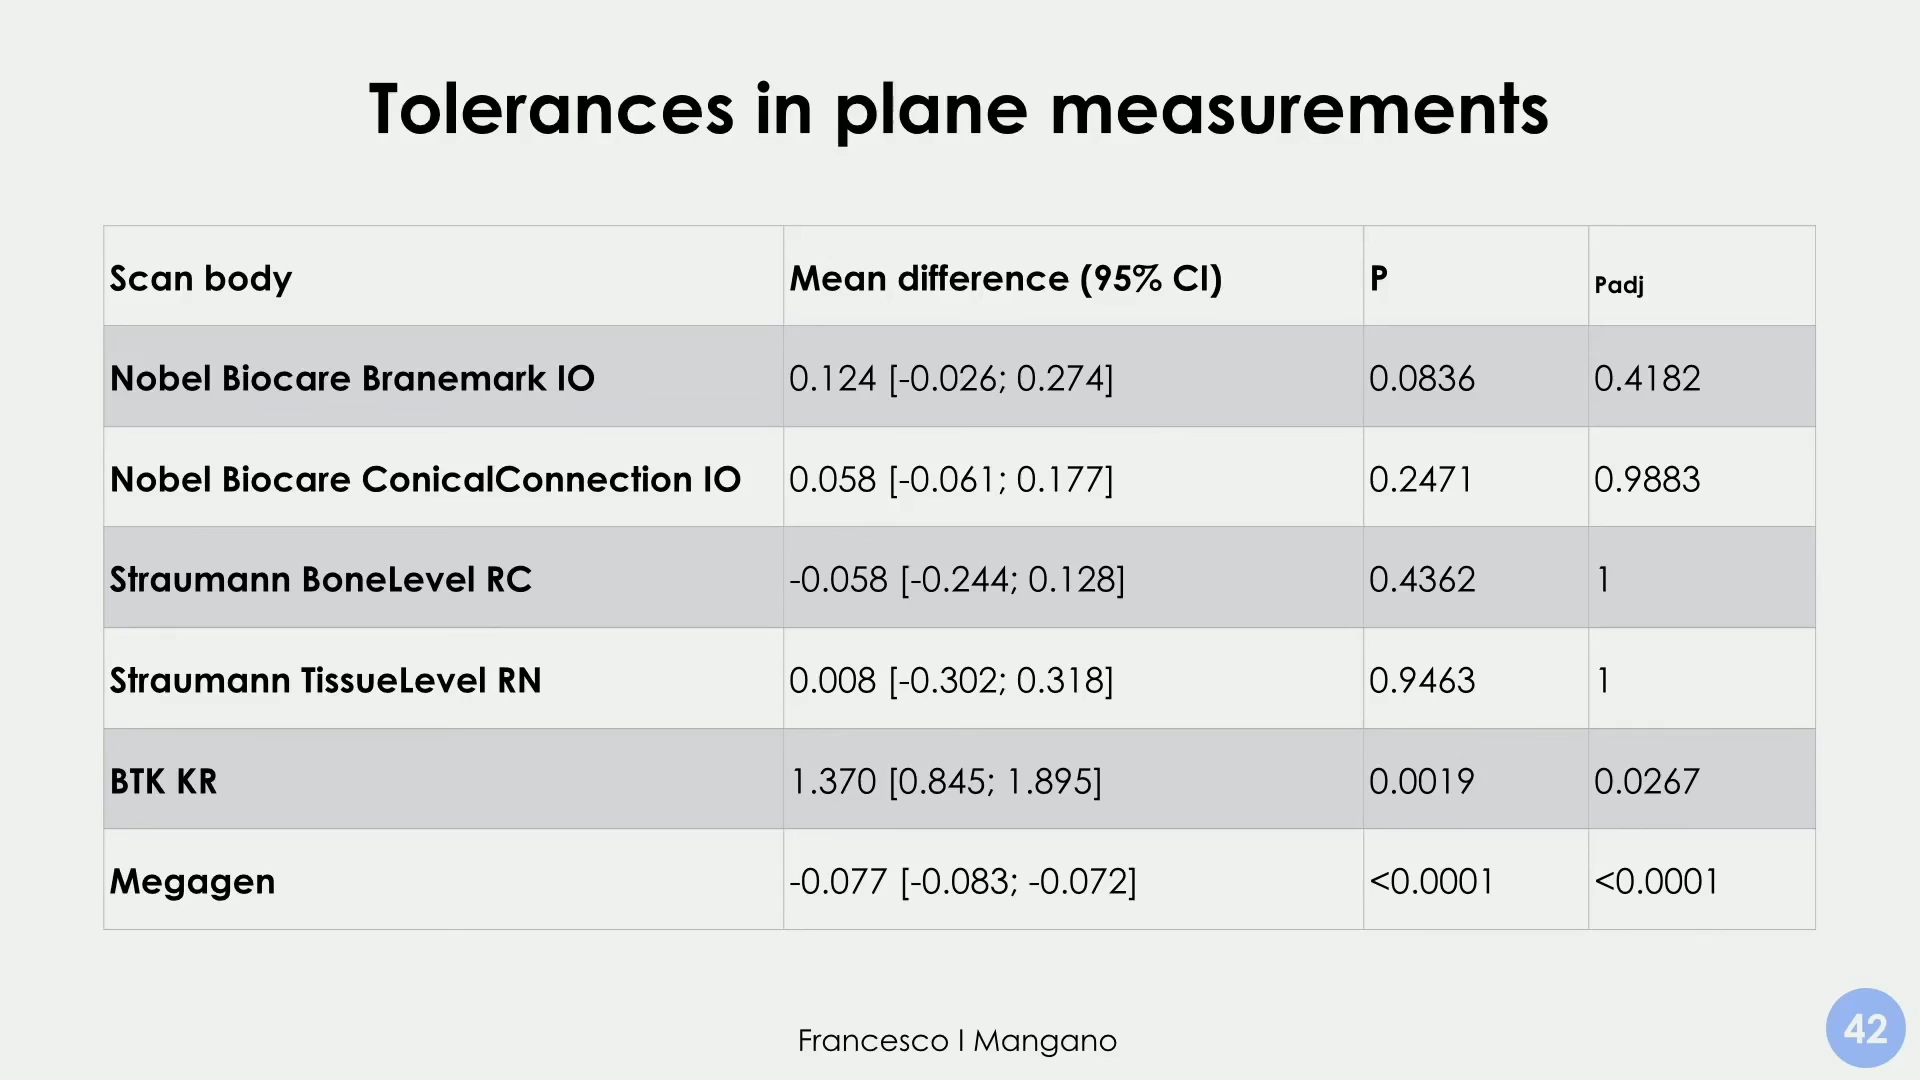 Tolerances in plane measurements
Scan body Mean difference (95% CI) P Padj
Nobel Biocare Branemark IO 0.124 [-0.026; 0.274] 0.0836 0.4182
Nobel Biocare ConicalConnection IO 0.058 [-0.061; 0.177] 0.2471 0.9883
Straumann BoneLevel RC -0.058 [-0.244; 0.128] 0.4362 1
Straumann TissueLevel RN 0.008 [-0.302; 0.318] 0.9463 1
BTK KR 1.370 [0.845; 1.895] 0.0019 0.0267
Megagen -0.077 [-0.083; -0.072] <0.0001 <0.0001
Francesco I Mangano
42